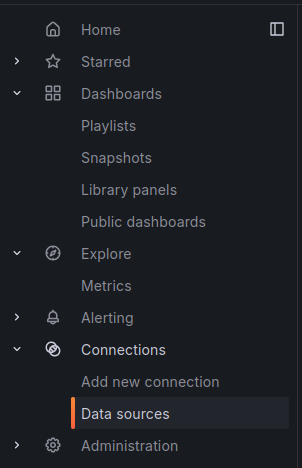 Home
Starred
Dashboards
Playlists
Snapshots
Library panels
Public dashboards
Explore
Metrics
Alerting
Connections
Add new connection
Data sources
Administration